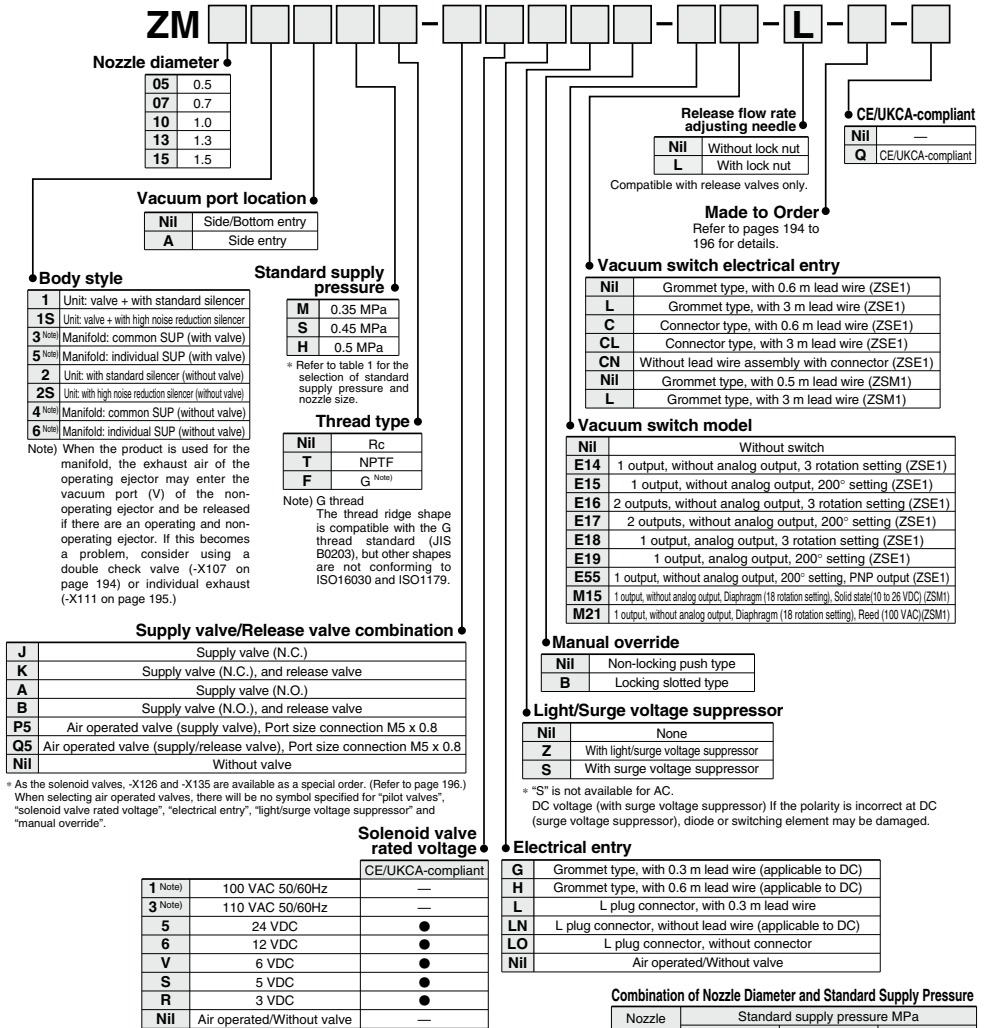 ZM - - - L - -
Nozzle diameter
05 0.5
07 0.7
10 1.0
13 1.3
15 1.5
Release flow rate
adjusting needle
Nil Without lock nut
L With lock nut
Compatible with release valves only.
CE/UKCA-compliant
Nil —
Q CE/UKCA-compliant
Vacuum port location
Nil Side/Bottom entry
A Side entry
Made to Order
Refer to pages 194 to
196 for details.
Body style
1 Unit: valve + with standard silencer
1S Unit: valve + with high noise reduction silencer
3 Note) Manifold: common SUP (with valve)
5 Note) Manifold: individual SUP (with valve)
2 Unit: with standard silencer (without valve)
2S Unit: with high noise reduction silencer (without valve)
4 Note) Manifold: common SUP (without valve)
6 Note) Manifold: individual SUP (without valve)
Note) When the product is used for the
manifold, the exhaust air of the
operating ejector may enter the
vacuum port (V) of the non-
operating ejector and be released
if there are an operating and non-
operating ejector. If this becomes
a problem, consider using a
double check valve (-X107 on
page 194) or individual exhaust
(-X111 on page 195.)
Standard supply
pressure
M 0.35 MPa
S 0.45 MPa
H 0.5 MPa
* Refer to table 1 for the
selection of standard
supply pressure and
nozzle size.
Thread type
Nil Rc
T NPTF
F G Note)
Note) G thread
The thread ridge shape
is compatible with the G
thread standard (JIS
B0203), but other shapes
are not conforming to
ISO16030 and ISO1179.
Vacuum switch electrical entry
Nil Grommet type, with 0.6 m lead wire (ZSE1)
L Grommet type, with 3 m lead wire (ZSE1)
C Connector type, with 0.6 m lead wire (ZSE1)
CL Connector type, with 3 m lead wire (ZSE1)
CN Without lead wire assembly with connector (ZSE1)
Nil Grommet type, with 0.5 m lead wire (ZSM1)
L Grommet type, with 3 m lead wire (ZSM1)
Vacuum switch model
Nil Without switch
E14 1 output, without analog output, 3 rotation setting (ZSE1)
E15 1 output, without analog output, 200° setting (ZSE1)
E16 2 outputs, without analog output, 3 rotation setting (ZSE1)
E17 2 outputs, without analog output, 200° setting (ZSE1)
E18 1 output, analog output, 3 rotation setting (ZSE1)
E19 1 output, analog output, 200° setting (ZSE1)
E55 1 output, without analog output, 200° setting, PNP output (ZSE1)
M15 1 output, without analog output, Diaphragm (18 rotation setting), Solid state(10 to 26 VDC) (ZSM1)
M21 1 output, without analog output, Diaphragm (18 rotation setting), Reed (100 VAC)(ZSM1)
Supply valve/Release valve combination
J Supply valve (N.C.)
K Supply valve (N.C.), and release valve
A Supply valve (N.O.)
B Supply valve (N.O.), and release valve
P5 Air operated valve (supply valve), Port size connection M5 x 0.8
Q5 Air operated valve (supply/release valve), Port size connection M5 x 0.8
Nil Without valve
* As the solenoid valves, -X126 and -X135 are available as a special order. (Refer to page 196.)
When selecting air operated valves, there will be no symbol specified for “pilot valves”,
“solenoid valve rated voltage”, “electrical entry”, “light/surge voltage suppressor” and
“manual override”.
Manual override
Nil Non-locking push type
B Locking slotted type
Light/Surge voltage suppressor
Nil None
Z With light/surge voltage suppressor
S With surge voltage suppressor
* “S” is not available for AC.
DC voltage (with surge voltage suppressor) If the polarity is incorrect at DC
(surge voltage suppressor), diode or switching element may be damaged.
Solenoid valve
rated voltage
CE/UKCA-compliant
1 Note) 100 VAC 50/60Hz —
3 Note) 110 VAC 50/60Hz —
5 24 VDC ●
6 12 VDC ●
V 6 VDC ●
S 5 VDC ●
R 3 VDC ●
Nil Air operated/Without valve —
Electrical entry
G Grommet type, with 0.3 m lead wire (applicable to DC)
H Grommet type, with 0.6 m lead wire (applicable to DC)
L L plug connector, with 0.3 m lead wire
LN L plug connector, without lead wire (applicable to DC)
LO L plug connector, without connector
Nil Air operated/Without valve
Combination of Nozzle Diameter and Standard Supply Pressure
Nozzle Standard supply pressure MPa